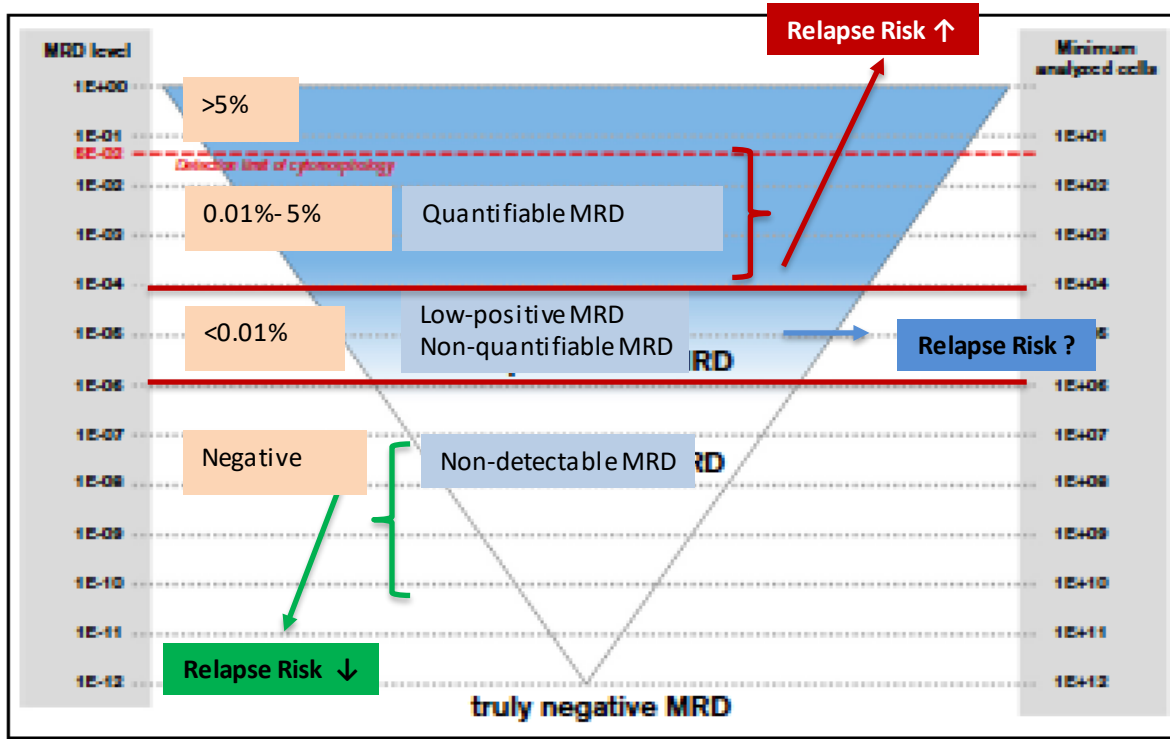 Relapse Risk ↑
MRD level
Minimum
analyzed cells
1E+00
>5%
1E-01
1E+01
5E-02
Detection limit of cytomorphology
1E-02
1E+02
0.01%- 5%
Quantifiable MRD
1E-03
1E+03
1E-04
1E+04
<0.01%
Low-positive MRD
Non-quantifiable MRD
1E-05
Relapse Risk ?
MRD
1E-06
1E+06
1E-07
1E+07
Negative
Non-detectable MRD
RD
1E-08
1E+08
1E-09
1E+09
1E-10
1E+10
1E-11
1E+11
Relapse Risk ↓
1E-12
1E+12
truly negative MRD